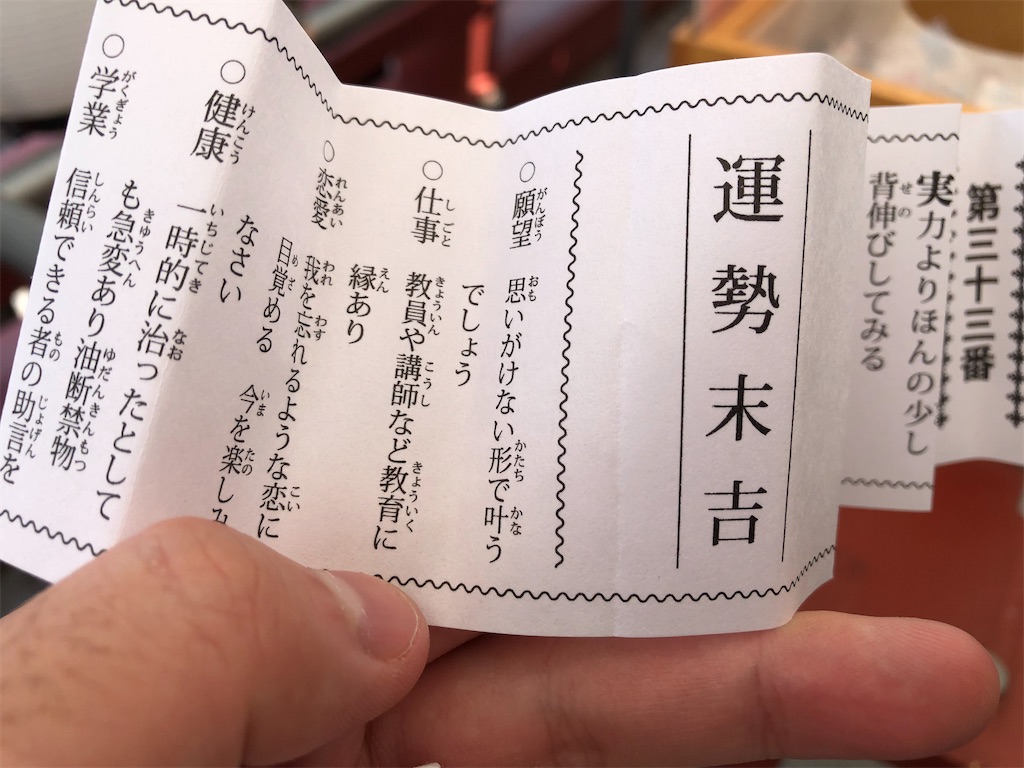 第三十三番
実力よりほんの少し
背伸びしてみる
運勢末吉
○願望 思いがけない形で叶う
でしょう
○仕事 教員や講師など教育に
縁あり
○恋愛 我を忘れるような恋に
目覚める 今を楽しみ
なさい
○健康 一時的に治ったとして
も急変あり油断禁物
○学業 信頼できる者の助言を